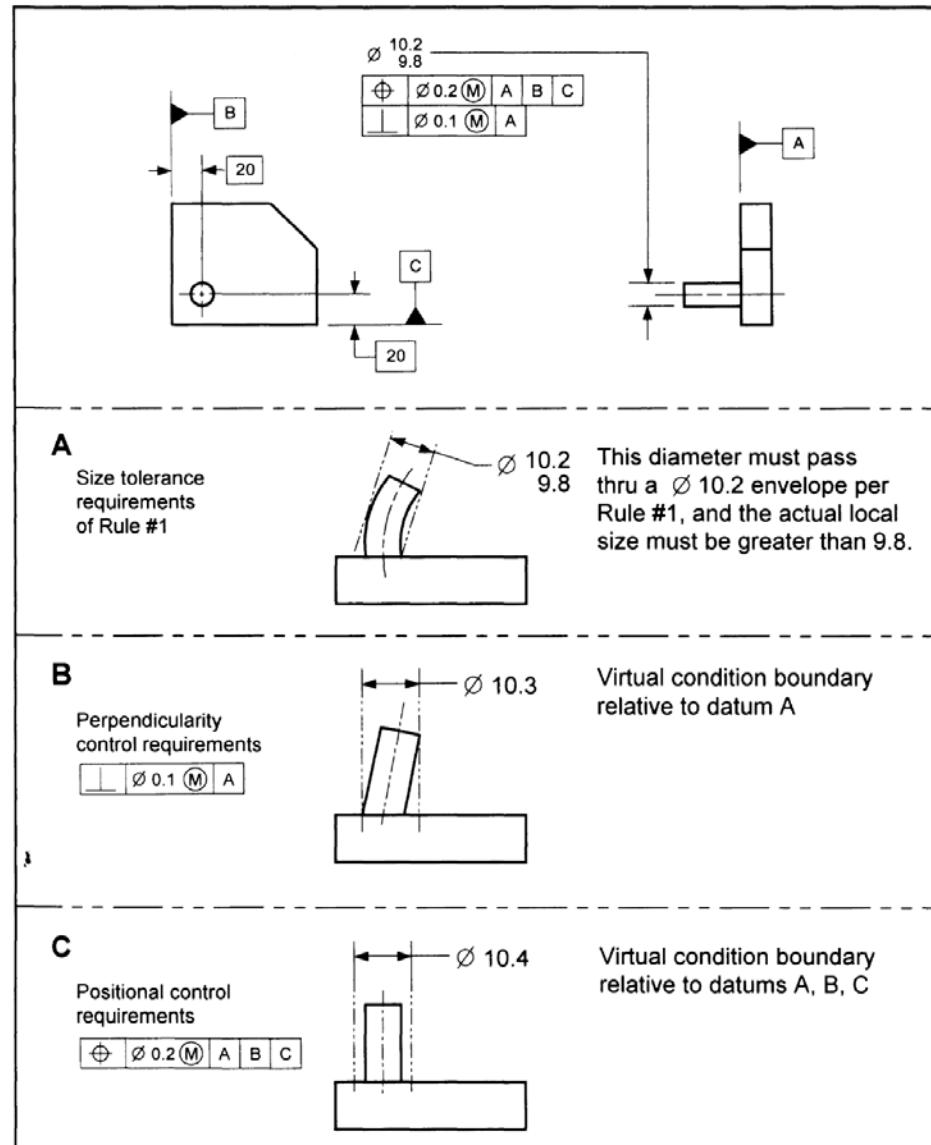 ⌀ 10.2
9.8
⌖ ⌀ 0.2 Ⓜ A B C
⊥ ⌀ 0.1 Ⓜ A
B
A
20
C
20
A
Size tolerance
requirements
of Rule #1
⌀ 10.2
9.8
This diameter must pass
thru a ⌀ 10.2 envelope per
Rule #1, and the actual local
size must be greater than 9.8.
B
Perpendicularity
control requirements
⊥ ⌀ 0.1 Ⓜ A
⌀ 10.3
Virtual condition boundary
relative to datum A
C
Positional control
requirements
⌖ ⌀ 0.2 Ⓜ A B C
⌀ 10.4
Virtual condition boundary
relative to datums A, B, C